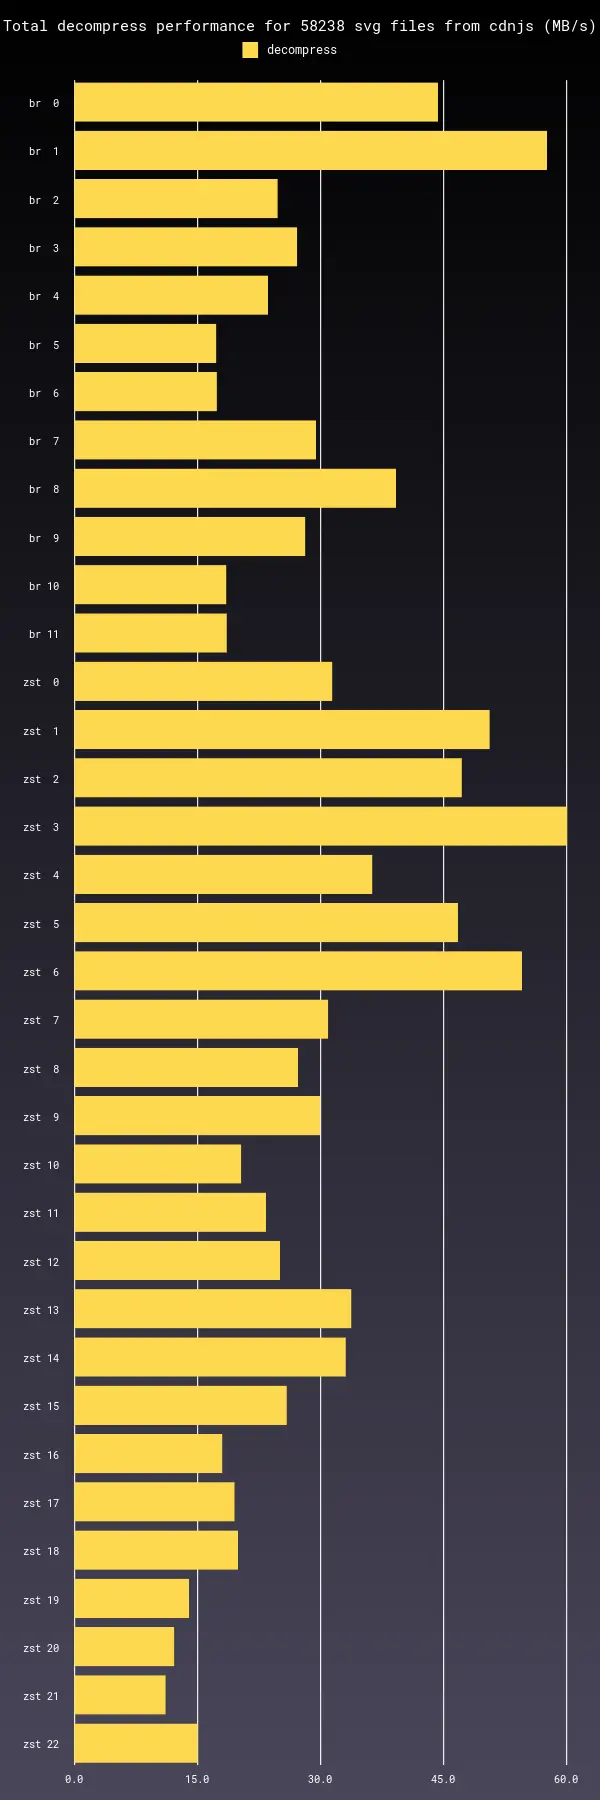 Total decompress performance for 58238 svg files from cdnjs (MB/s)
decompress
br 0
br 1
br 2
br 3
br 4
br 5
br 6
br 7
br 8
br 9
br 10
br 11
zst 0
zst 1
zst 2
zst 3
zst 4
zst 5
zst 6
zst 7
zst 8
zst 9
zst 10
zst 11
zst 12
zst 13
zst 14
zst 15
zst 16
zst 17
zst 18
zst 19
zst 20
zst 21
zst 22
0.0 15.0 30.0 45.0 60.0